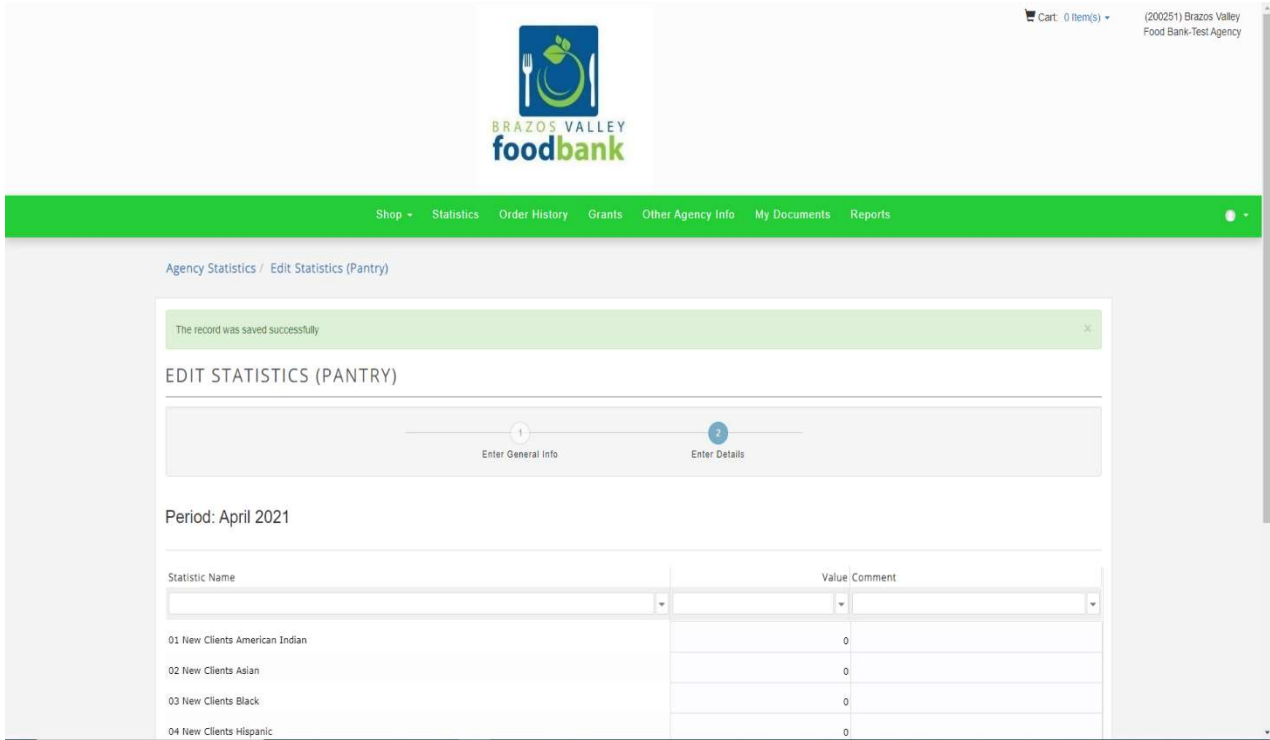 Cart: 0 Item(s)
(200251) Brazos Valley
Food Bank-Test Agency
BRAZOS VALLEY
foodbank
Shop Statistics Order History Grants Other Agency Info My Documents Reports
Agency Statistics / Edit Statistics (Pantry)
The record was saved successfully
x
EDIT STATISTICS (PANTRY)
1 2
Enter General Info Enter Details
Period: April 2021
Statistic Name Value Comment
01 New Clients American Indian 0
02 New Clients Asian 0
03 New Clients Black 0
04 New Clients Hispanic 0